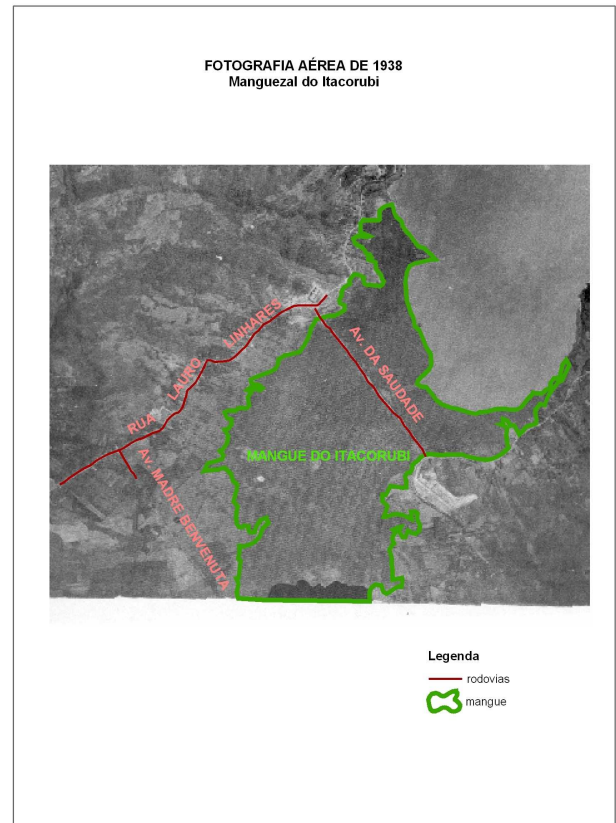 FOTOGRAFIA AÉREA DE 1938
Manguezal do Itacorubi
RUA LAURO LINHARES
Av. DA SAUDADE
MANGUE DO ITACORUBI
Av. MADRE BENVENUTA
Legenda
rodovias
mangue